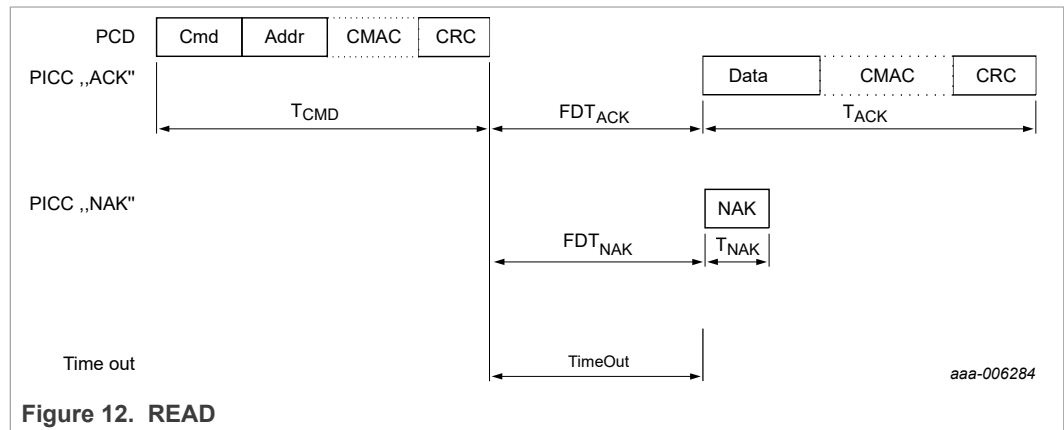 PCD Cmd Addr CMAC CRC
PICC ,,ACK" Data CMAC CRC
TCMD FDTACK TACK
PICC ,,NAK" NAK
FDTNAK TNAK
Time out TimeOut aaa-006284
Figure 12. READ